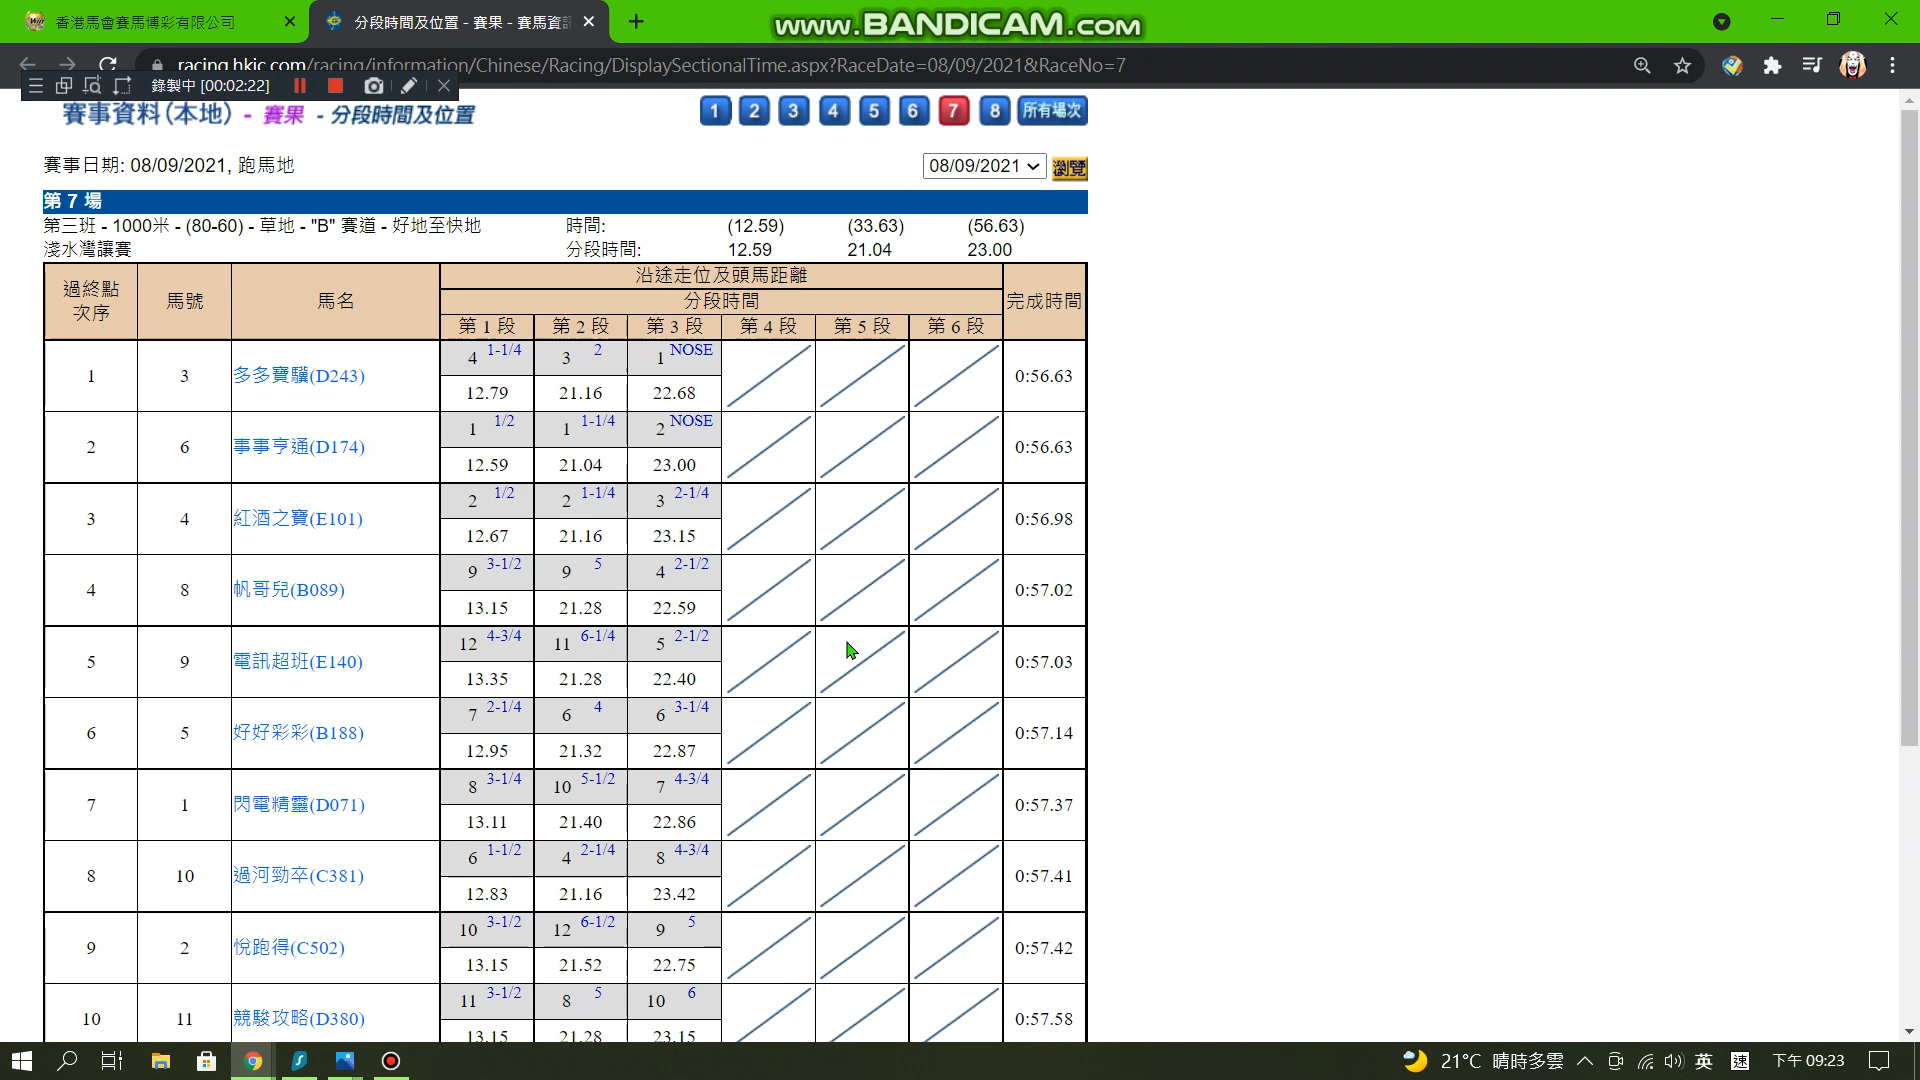 香港馬會賽馬博彩有限公司
分段時間及位置 - 賽果 - 賽馬資訊
www.BANDICAM.com
racing.hkjc.com/racing/information/Chinese/Racing/DisplaySectionalTime.aspx?RaceDate=08/09/2021&RaceNo=7
錄製中 [00:02:22]
賽事資料(本地) - 賽果 - 分段時間及位置
1 2 3 4 5 6 7 8 所有場次
賽事日期: 08/09/2021, 跑馬地
08/09/2021 瀏覽
第 7 場
第三班 - 1000米 - (80-60) - 草地 - "B" 賽道 - 好地至快地 時間: (12.59) (33.63) (56.63)
淺水灣讓賽 分段時間: 12.59 21.04 23.00
過終點次序 馬號 馬名 沿途走位及頭馬距離 完成時間
分段時間
第 1 段 第 2 段 第 3 段 第 4 段 第 5 段 第 6 段
4 1-1/4 3 2 1 NOSE
1 3 多多寶驥(D243) 0:56.63
12.79 21.16 22.68
1 1/2 1 1-1/4 2 NOSE
2 6 事事亨通(D174) 0:56.63
12.59 21.04 23.00
2 1/2 2 1-1/4 3 2-1/4
3 4 紅酒之寶(E101) 0:56.98
12.67 21.16 23.15
9 3-1/2 9 5 4 2-1/2
4 8 帆哥兒(B089) 0:57.02
13.15 21.28 22.59
12 4-3/4 11 6-1/4 5 2-1/2
5 9 電訊超班(E140) 0:57.03
13.35 21.28 22.40
7 2-1/4 6 4 6 3-1/4
6 5 好好彩彩(B188) 0:57.14
12.95 21.32 22.87
8 3-1/4 10 5-1/2 7 4-3/4
7 1 閃電精靈(D071) 0:57.37
13.11 21.40 22.86
6 1-1/2 4 2-1/4 8 4-3/4
8 10 過河勁卒(C381) 0:57.41
12.83 21.16 23.42
10 3-1/2 12 6-1/2 9 5
9 2 悅跑得(C502) 0:57.42
13.15 21.52 22.75
11 3-1/2 8 5 10 6
10 11 競駿攻略(D380) 0:57.58
13.15 21.28 23.15
21°C 晴時多雲 英 速 下午 09:23